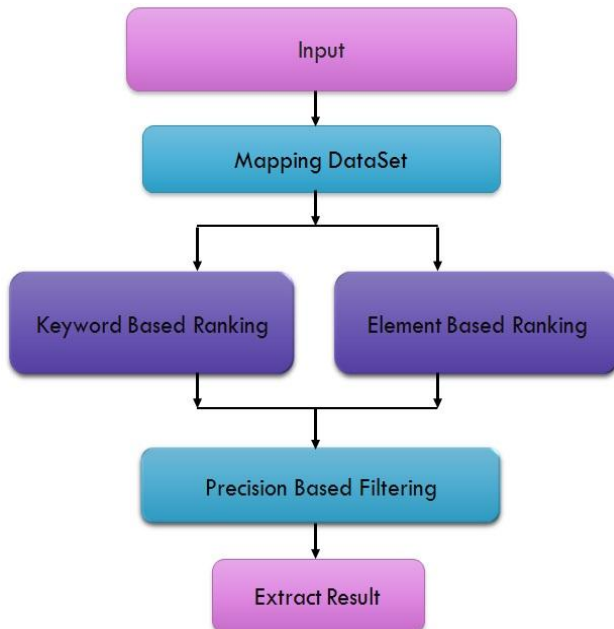 Input
Mapping DataSet
Keyword Based Ranking
Element Based Ranking
Precision Based Filtering
Extract Result